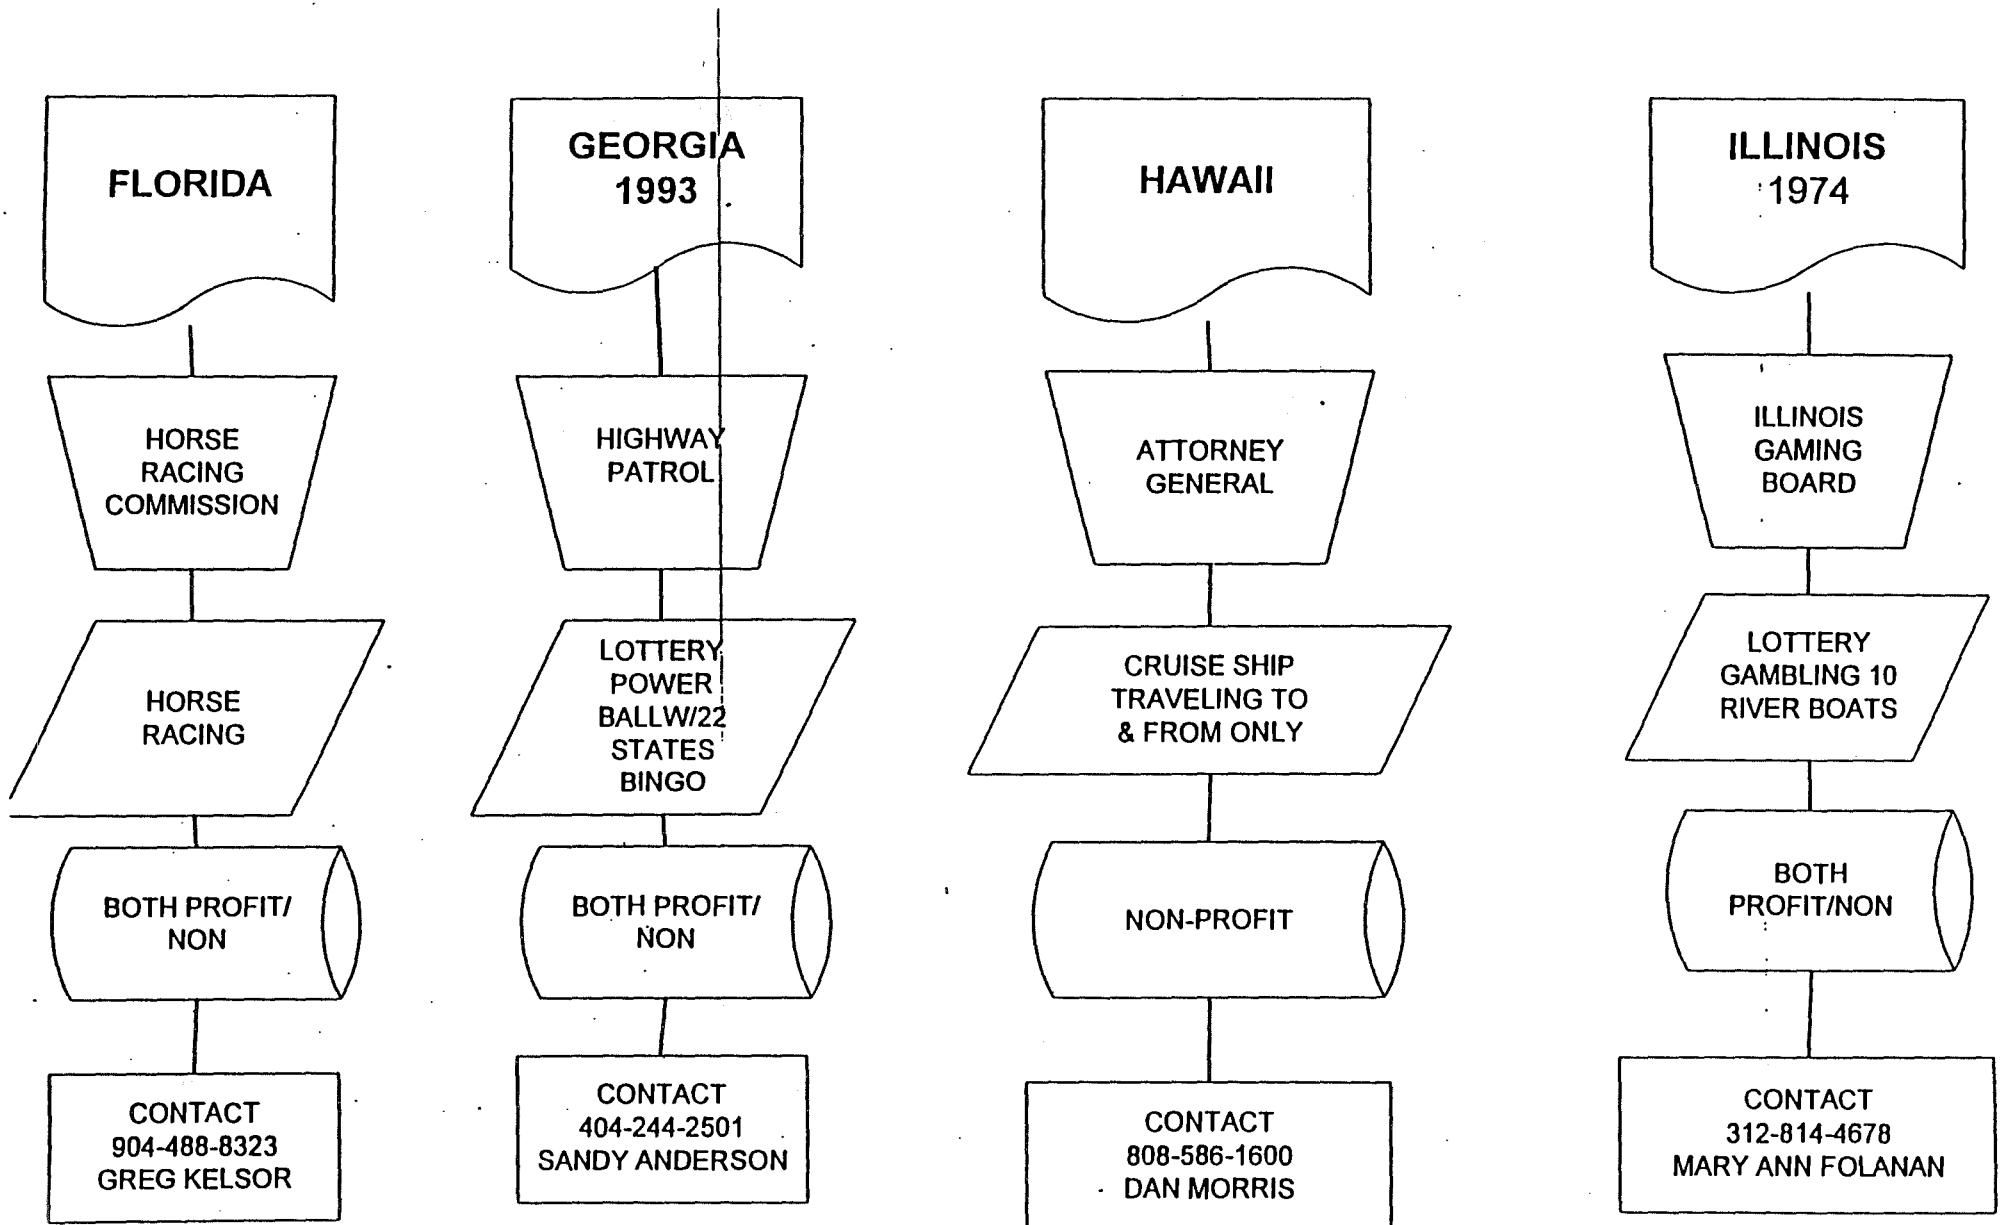 FLORIDA
HORSE
RACING
COMMISSION
HORSE
RACING
BOTH PROFIT/
NON
CONTACT
904-488-8323
GREG KELSOR
GEORGIA
1993
HIGHWAY
PATROL
LOTTERY
POWER
BALLW/22
STATES
BINGO
BOTH PROFIT/
NON
CONTACT
404-244-2501
SANDY ANDERSON
HAWAII
ATTORNEY
GENERAL
CRUISE SHIP
TRAVELING TO
& FROM ONLY
NON-PROFIT
CONTACT
808-586-1600
DAN MORRIS
ILLINOIS
1974
ILLINOIS
GAMING
BOARD
LOTTERY
GAMBLING 10
RIVER BOATS
BOTH
PROFIT/NON
CONTACT
312-814-4678
MARY ANN FOLANAN